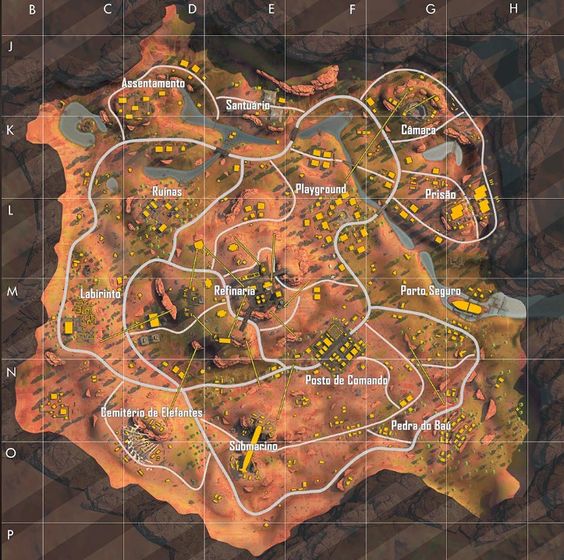 B C D E F G H
J
Assentamento
Santuário
K
Câmara
Ruínas
Playground
Prisão
L
M
Labirinto
Refinaria
Porto Seguro
N
Posto de Comando
Cemitério de Elefantes
Pedra do Baú
O
Submarino
P